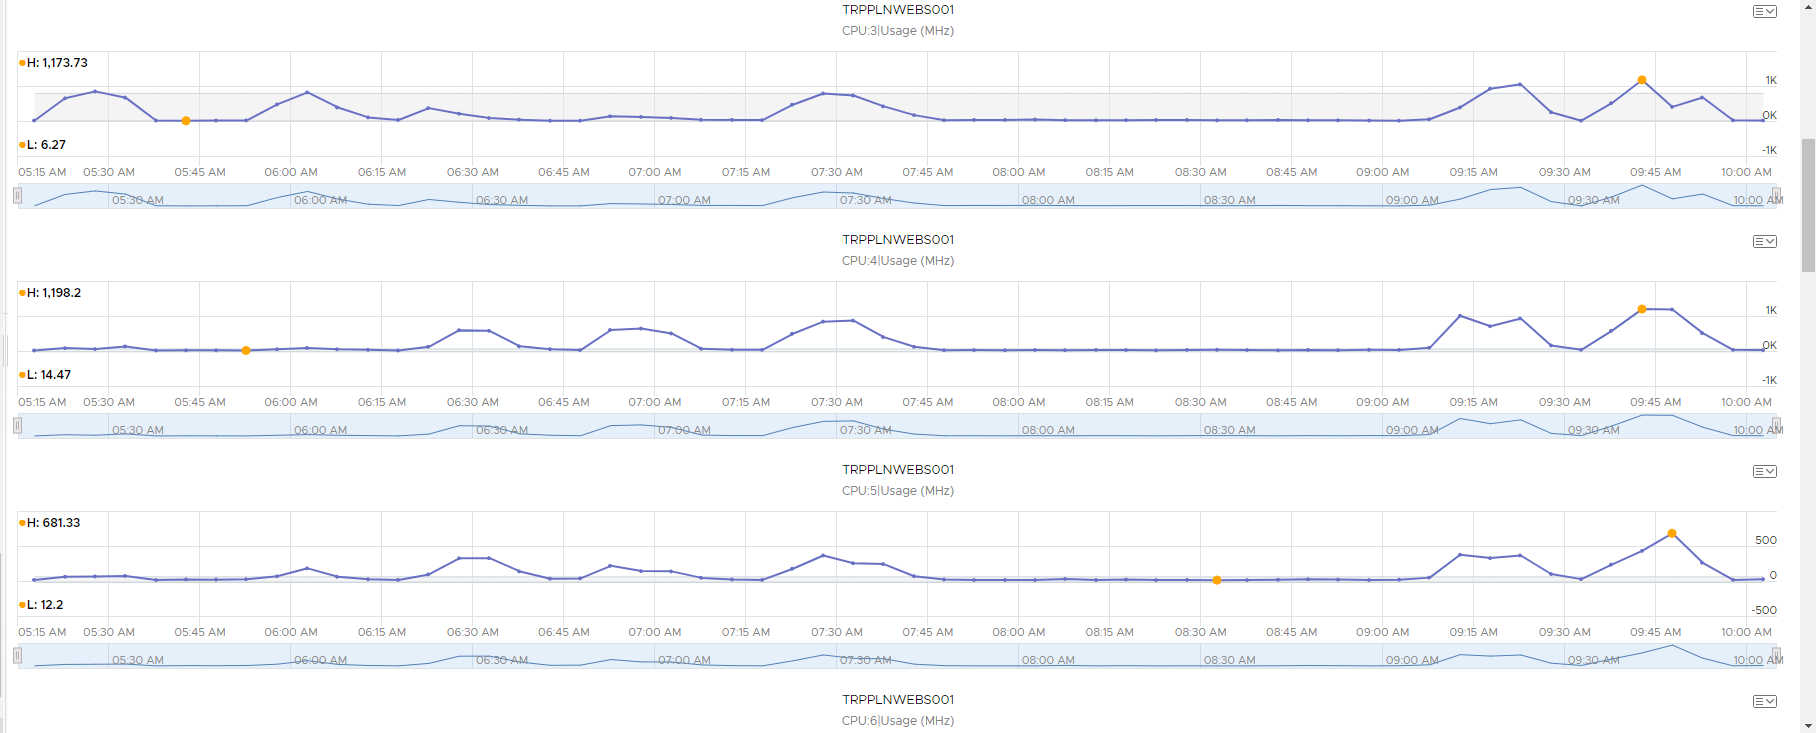 TRPPLNWEBS001
CPU:3|Usage (MHz)
H: 1,173.73
1K
0K
L: 6.27
-1K
05:15 AM 05:30 AM 05:45 AM 06:00 AM 06:15 AM 06:30 AM 06:45 AM 07:00 AM 07:15 AM 07:30 AM 07:45 AM 08:00 AM 08:15 AM 08:30 AM 08:45 AM 09:00 AM 09:15 AM 09:30 AM 09:45 AM 10:00 AM
05:30 AM 06:00 AM 06:30 AM 07:00 AM 07:30 AM 08:00 AM 08:30 AM 09:00 AM 09:30 AM 10:00 AM
TRPPLNWEBS001
CPU:4|Usage (MHz)
H: 1,198.2
1K
0K
L: 14.47
-1K
05:15 AM 05:30 AM 05:45 AM 06:00 AM 06:15 AM 06:30 AM 06:45 AM 07:00 AM 07:15 AM 07:30 AM 07:45 AM 08:00 AM 08:15 AM 08:30 AM 08:45 AM 09:00 AM 09:15 AM 09:30 AM 09:45 AM 10:00 AM
05:30 AM 06:00 AM 06:30 AM 07:00 AM 07:30 AM 08:00 AM 08:30 AM 09:00 AM 09:30 AM 10:00 AM
TRPPLNWEBS001
CPU:5|Usage (MHz)
H: 681.33
500
0
L: 12.2
-500
05:15 AM 05:30 AM 05:45 AM 06:00 AM 06:15 AM 06:30 AM 06:45 AM 07:00 AM 07:15 AM 07:30 AM 07:45 AM 08:00 AM 08:15 AM 08:30 AM 08:45 AM 09:00 AM 09:15 AM 09:30 AM 09:45 AM 10:00 AM
05:30 AM 06:00 AM 06:30 AM 07:00 AM 07:30 AM 08:00 AM 08:30 AM 09:00 AM 09:30 AM 10:00 AM
TRPPLNWEBS001
CPU:6|Usage (MHz)